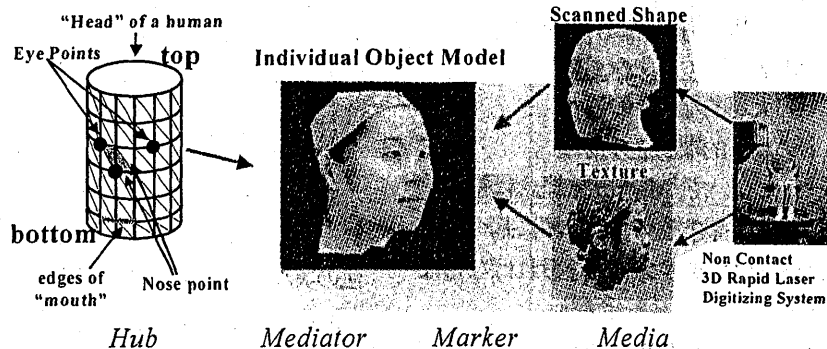 "Head" of a human
Eye Points
top
Individual Object Model
Scanned Shape
Texture
bottom
edges of
"mouth"
Nose point
Non Contact
3D Rapid Laser
Digitizing System
Hub Mediator Marker Media